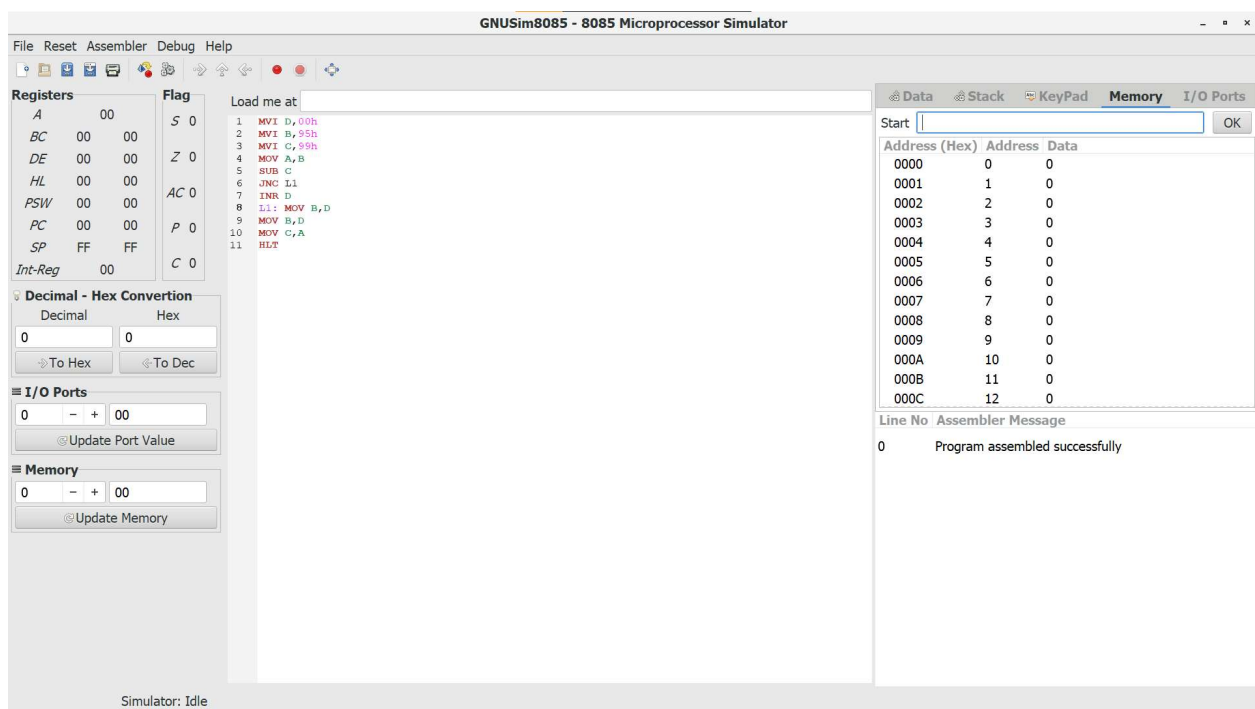 GNUSim8085 - 8085 Microprocessor Simulator
File Reset Assembler Debug Help
Registers
A 00
BC 00 00
DE 00 00
HL 00 00
PSW 00 00
PC 00 00
SP FF FF
Int-Reg 00
Flag
S 0
Z 0
AC 0
P 0
C 0
Decimal - Hex Convertion
Decimal Hex
0 0
To Hex To Dec
I/O Ports
0 - + 00
Update Port Value
Memory
0 - + 00
Update Memory
Load me at
1 MVI D,00h
2 MVI B,95h
3 MVI C,99h
4 MOV A,B
5 SUB C
6 JNC L1
7 INR D
8 L1: MOV B,D
9 MOV B,D
10 MOV C,A
11 HLT
Data Stack KeyPad Memory I/O Ports
Start OK
Address (Hex) Address Data
0000 0 0
0001 1 0
0002 2 0
0003 3 0
0004 4 0
0005 5 0
0006 6 0
0007 7 0
0008 8 0
0009 9 0
000A 10 0
000B 11 0
000C 12 0
Line No Assembler Message
0 Program assembled successfully
Simulator: Idle